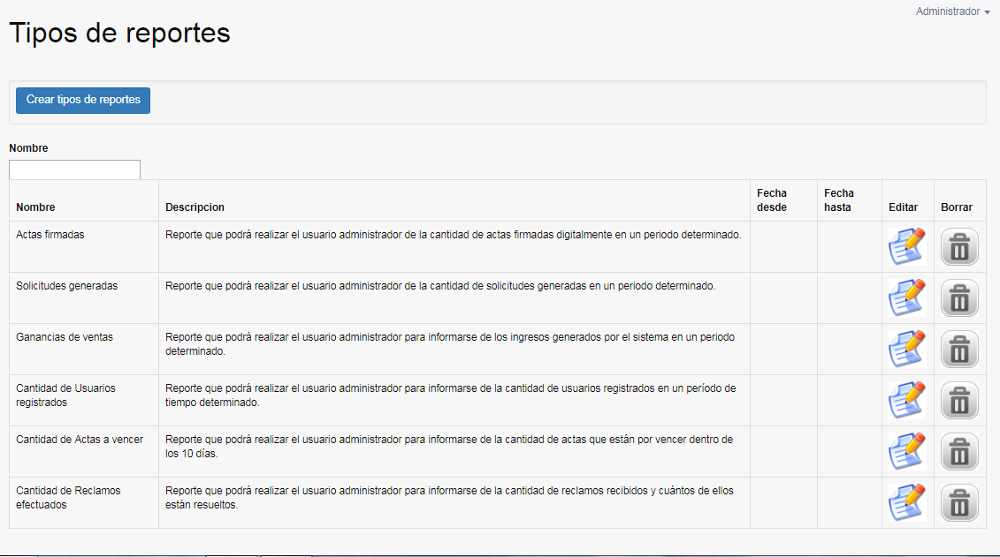 Administrador
Tipos de reportes
Crear tipos de reportes
Nombre
Nombre
Descripcion
Fecha
desde
Fecha
hasta
Editar
Borrar
Actas firmadas
Reporte que podrá realizar el usuario administrador de la cantidad de actas firmadas digitalmente en un periodo determinado.
Solicitudes generadas
Reporte que podrá realizar el usuario administrador de la cantidad de solicitudes generadas en un periodo determinado.
Ganancias de ventas
Reporte que podrá realizar el usuario administrador para informarse de los ingresos generados por el sistema en un periodo
determinado.
Cantidad de Usuarios
registrados
Reporte que podrá realizar el usuario administrador para informarse de la cantidad de usuarios registrados en un período de
tiempo determinado.
Cantidad de Actas a vencer
Reporte que podrá realizar el usuario administrador para informarse de la cantidad de actas que están por vencer dentro de
los 10 días.
Cantidad de Reclamos
efectuados
Reporte que podrá realizar el usuario administrador para informarse de la cantidad de reclamos recibidos y cuántos de ellos
están resueltos.